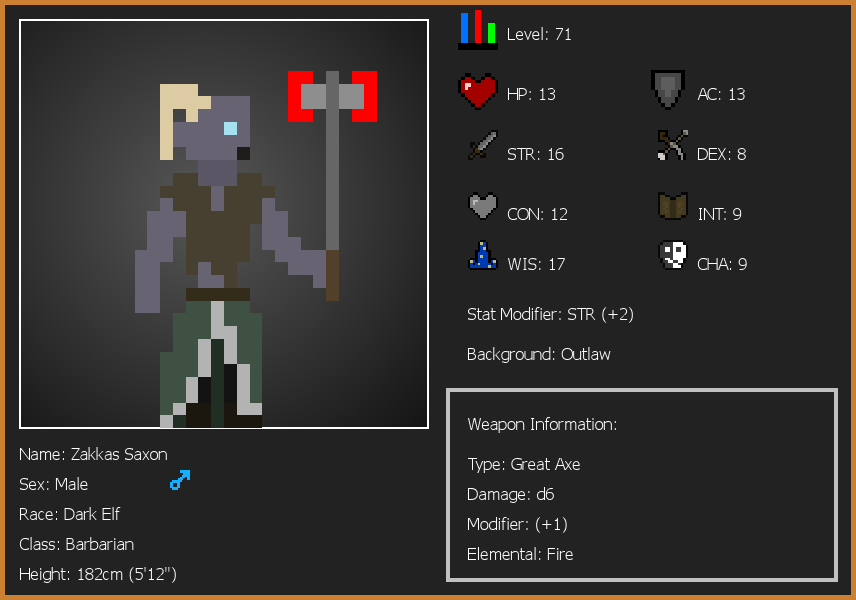 Level: 71
HP: 13
AC: 13
STR: 16
DEX: 8
CON: 12
INT: 9
WIS: 17
CHA: 9
Stat Modifier: STR (+2)
Background: Outlaw
Weapon Information:
Type: Great Axe
Damage: d6
Modifier: (+1)
Elemental: Fire
Name: Zakkas Saxon
Sex: Male
Race: Dark Elf
Class: Barbarian
Height: 182cm (5'12")